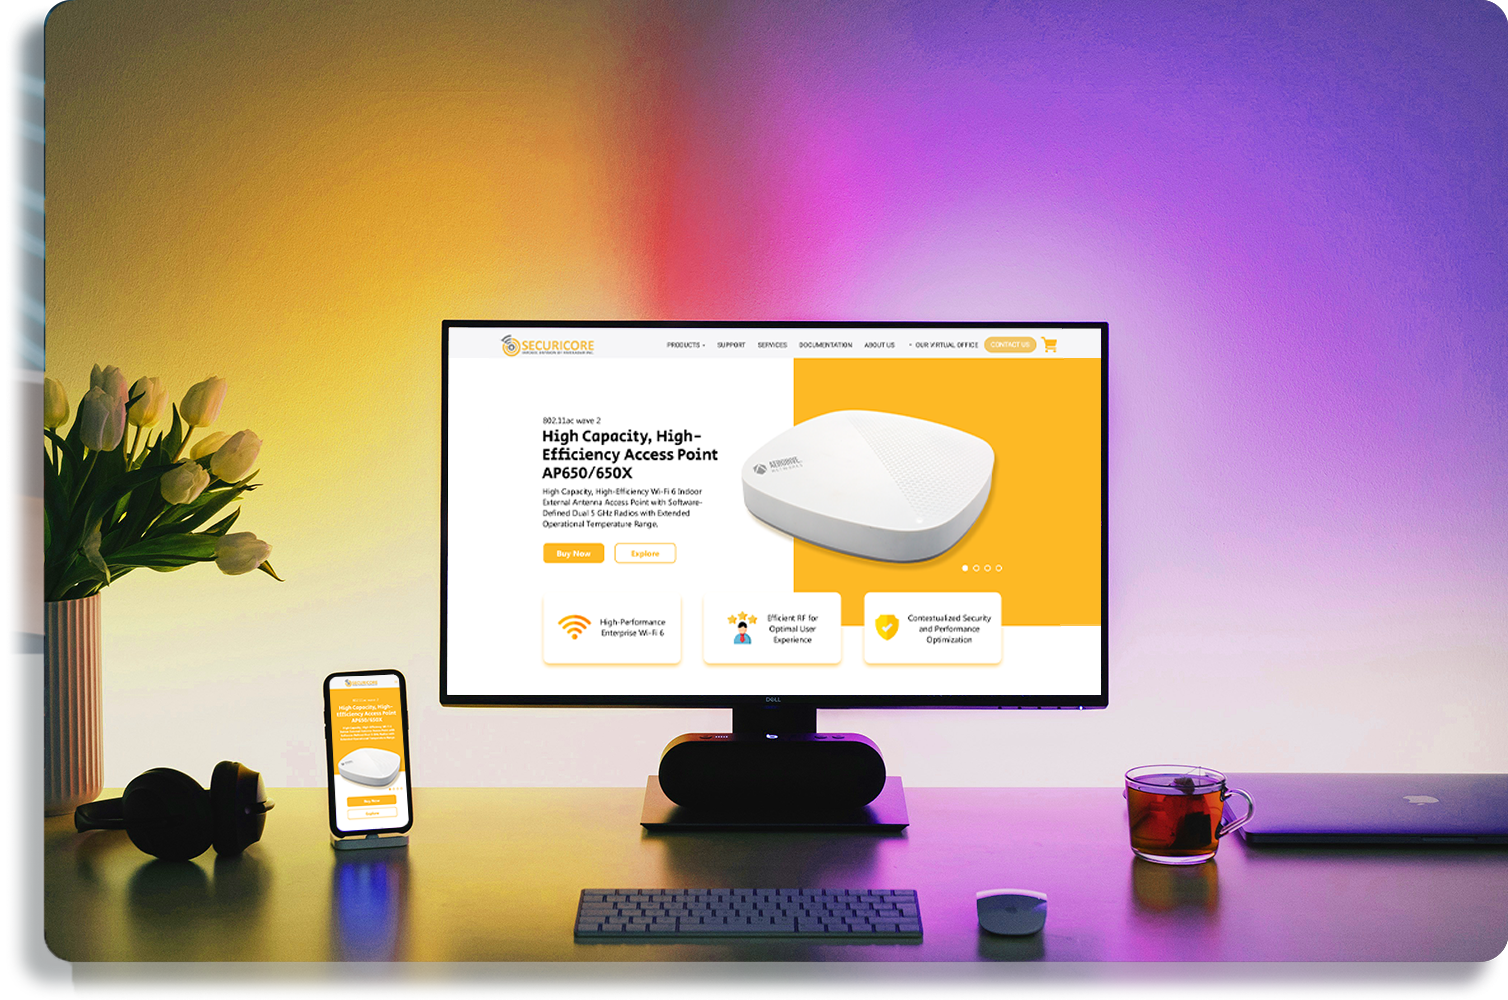 SECURICORE
PRODUCTS
SUPPORT
SERVICES
DOCUMENTATION
ABOUT US
OUR VIRTUAL OFFICE
CONTACT US
802.11ac wave 2
High Capacity, High-
Efficiency Access Point
AP650/650X
High Capacity, High-Efficiency Wi-Fi 6 Indoor
External Antenna Access Point with Software-
Defined Dual 5 GHz Radios with Extended
Operational Temperature Range.
Buy Now
Explore
AEROHIVE
NETWORKS
High-Performance
Enterprise Wi-Fi 6
Efficient RF for
Optimal User
Experience
Contextualized Security
and Performance
Optimization
DELL
SECURICORE
High Capacity, High-
Efficiency Access Point
AP650/650X
Buy Now
Explore